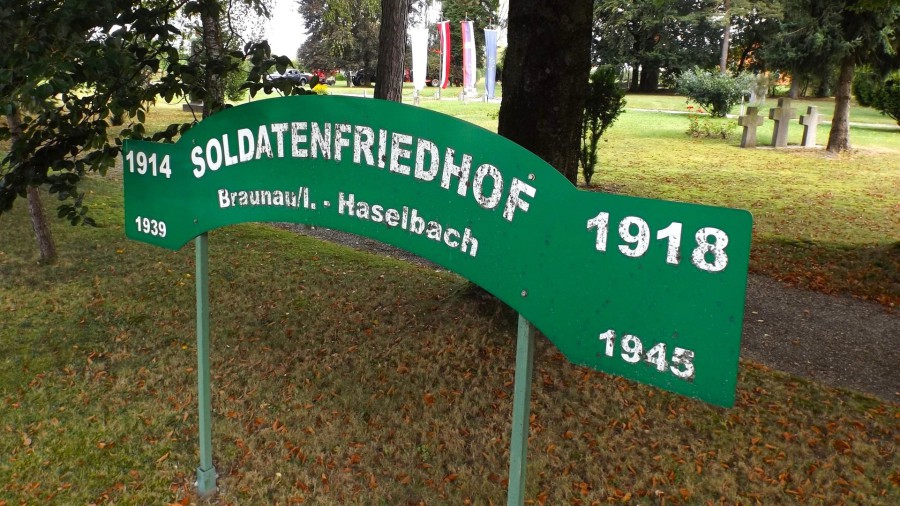 1914 SOLDATENFRIEDHOF 1918
Braunau/I. - Haselbach
1939 1945